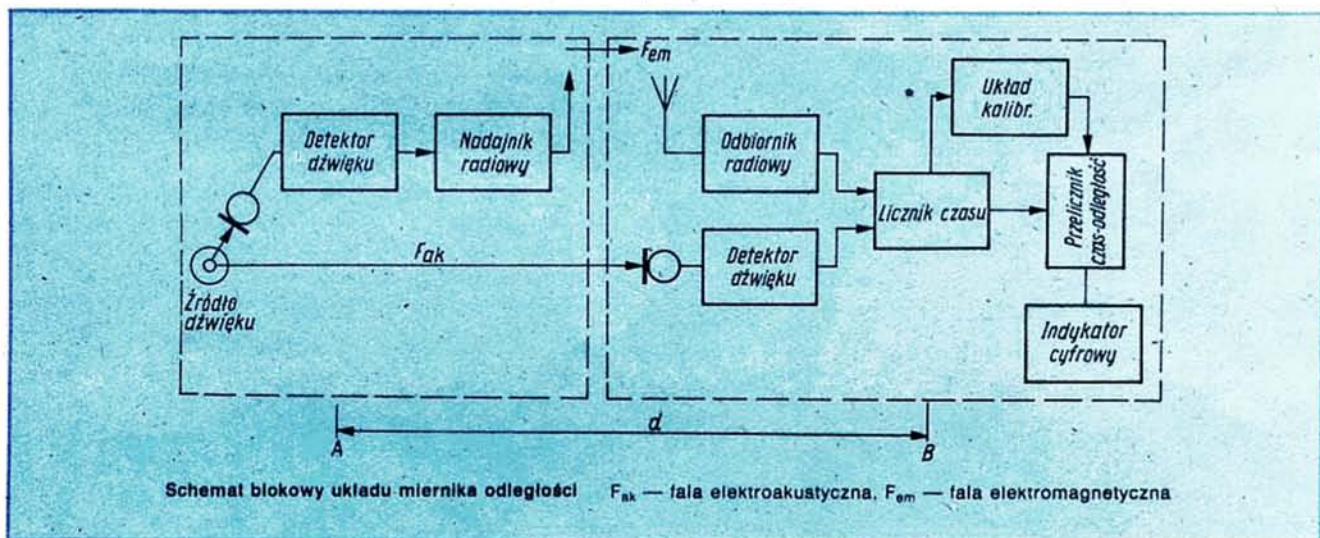 Fem
Układ
kalibr.
Detektor
dźwięku
Nadajnik
radiowy
Odbiornik
radiowy
Licznik czasu
Przelicznik
czas-odległość
Fak
Detektor
dźwięku
Źródło
dźwięku
Indykator
cyfrowy
d
A
B
Schemat blokowy układu miernika odległości Fak — fala elektroakustyczna, Fem — fala elektromagnetyczna